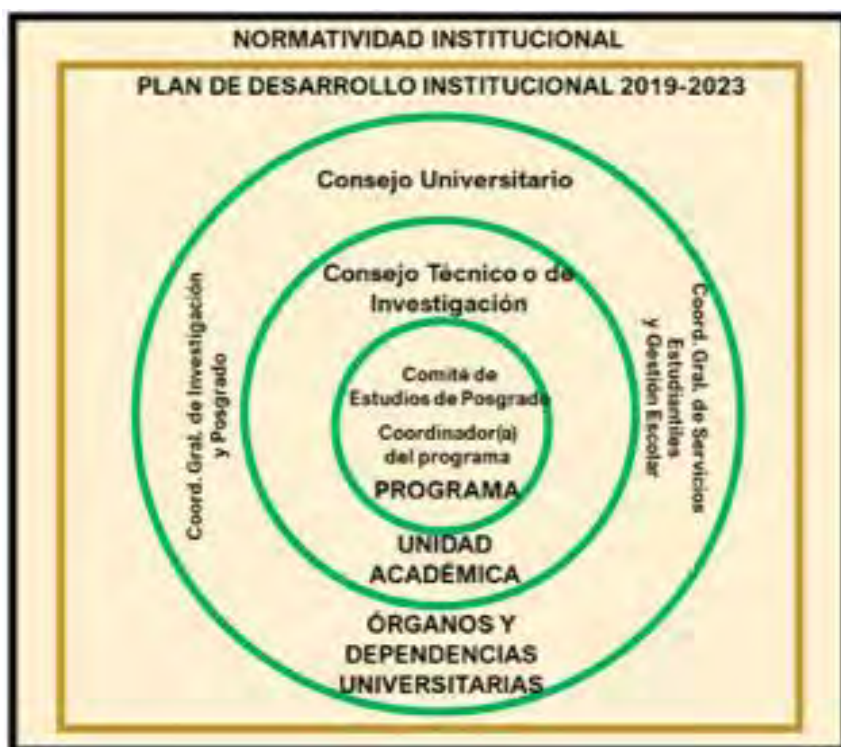 NORMATIVIDAD INSTITUCIONAL
PLAN DE DESARROLLO INSTITUCIONAL 2019-2023
Consejo Universitario
Consejo Técnico o de
Investigación
Coord. Gral. de Investigación
y Posgrado
Coord. Gral. de Servicios
Estudiantiles
y Gestión Escolar
Comité de
Estudios de Posgrado
Coordinador(a)
del programa
PROGRAMA
UNIDAD
ACADÉMICA
ÓRGANOS Y
DEPENDENCIAS
UNIVERSITARIAS